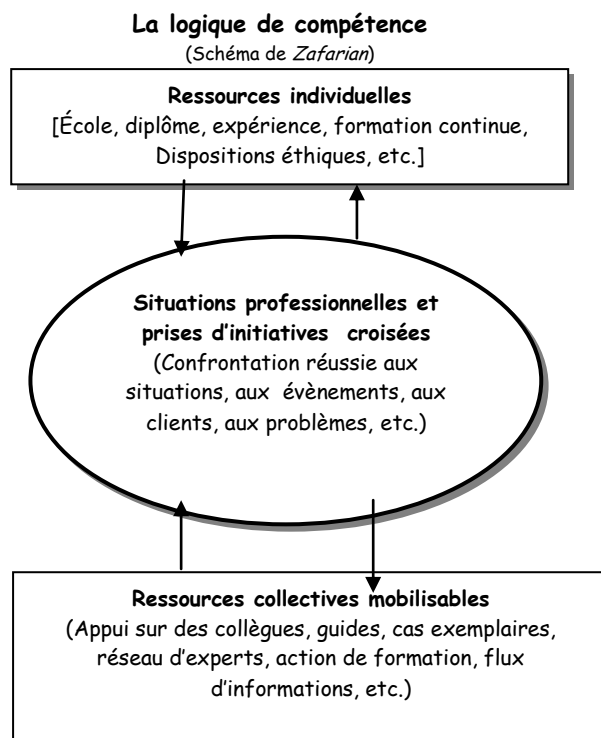 La logique de compétence
(Schéma de Zafarian)
Ressources individuelles
[École, diplôme, expérience, formation continue,
Dispositions éthiques, etc.]
Situations professionnelles et
prises d'initiatives croisées
(Confrontation réussie aux
situations, aux évènements, aux
clients, aux problèmes, etc.)
Ressources collectives mobilisables
(Appui sur des collègues, guides, cas exemplaires,
réseau d'experts, action de formation, flux
d'informations, etc.)